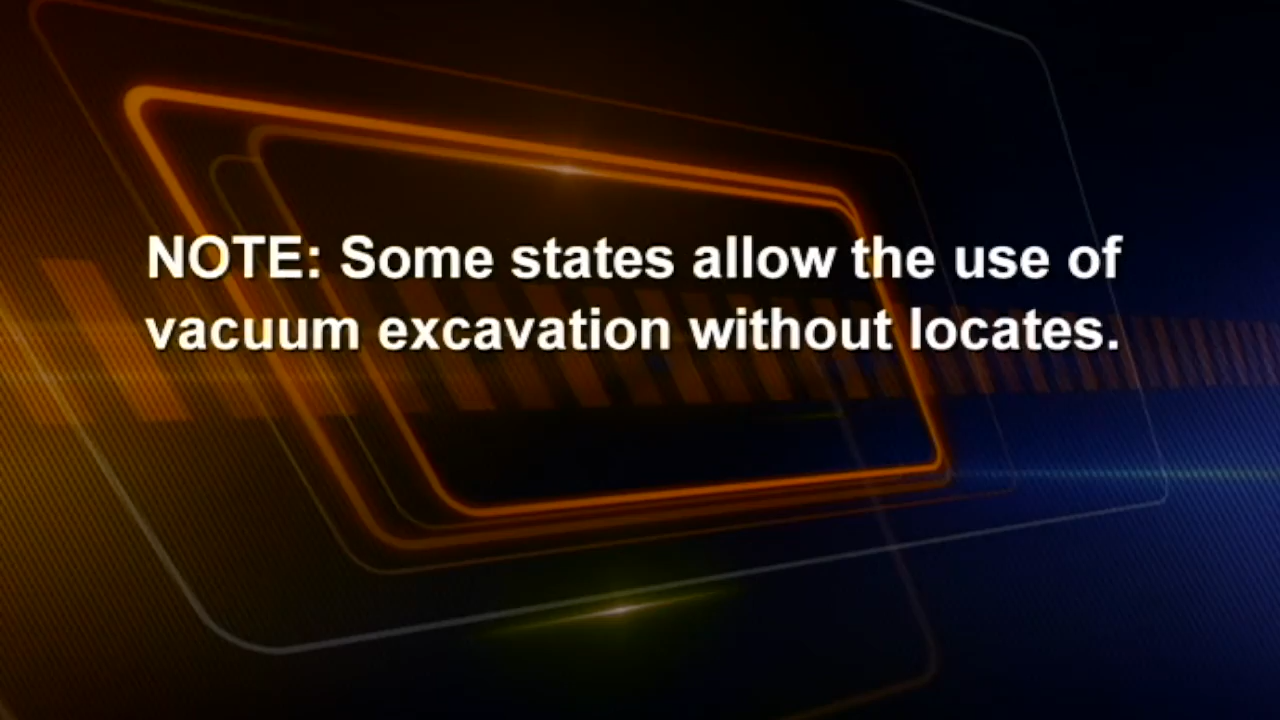 NOTE: Some states allow the use of
vacuum excavation without locates.